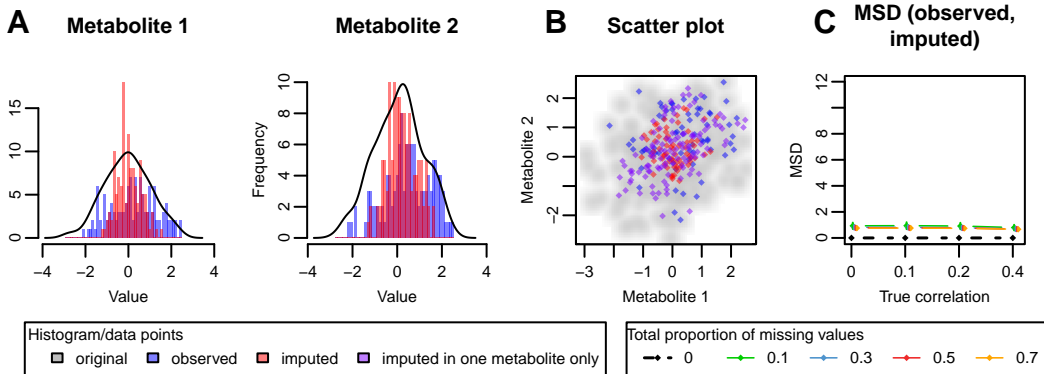 A
Metabolite 1
Metabolite 2
B
Scatter plot
C
MSD (observed,
imputed)
0
5
10
15
−4
−2
0
2
4
Value
Frequency
0
2
4
6
8
10
−4
−2
0
2
4
Value
Metabolite 2
−2
0
1
2
−3
−1
0
1
2
Metabolite 1
MSD
0
2
4
6
8
12
0
0.1
0.2
0.4
True correlation
Histogram/data points
original
observed
imputed
imputed in one metabolite only
Total proportion of missing values
0
0.1
0.3
0.5
0.7